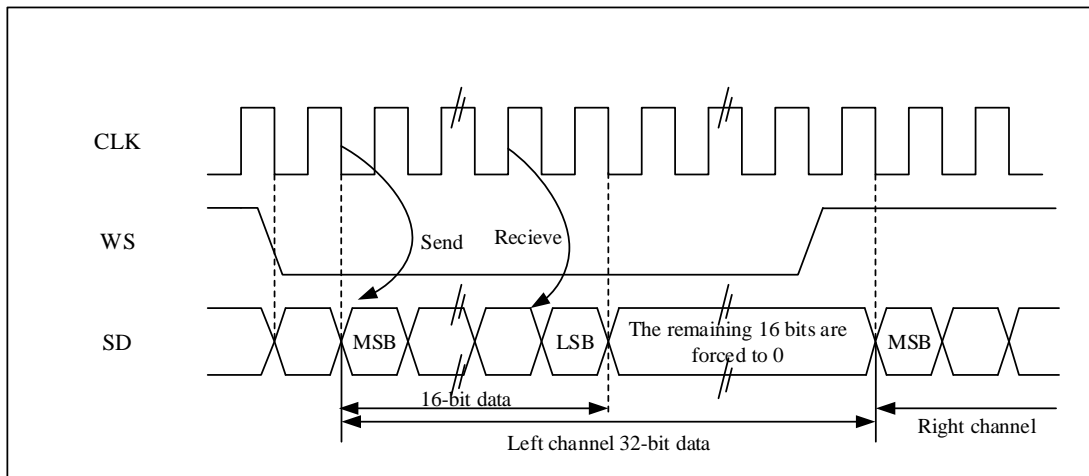 CLK
WS
Send
Recieve
SD
MSB
LSB
The remaining 16 bits are
forced to 0
MSB
16-bit data
Left channel 32-bit data
Right channel